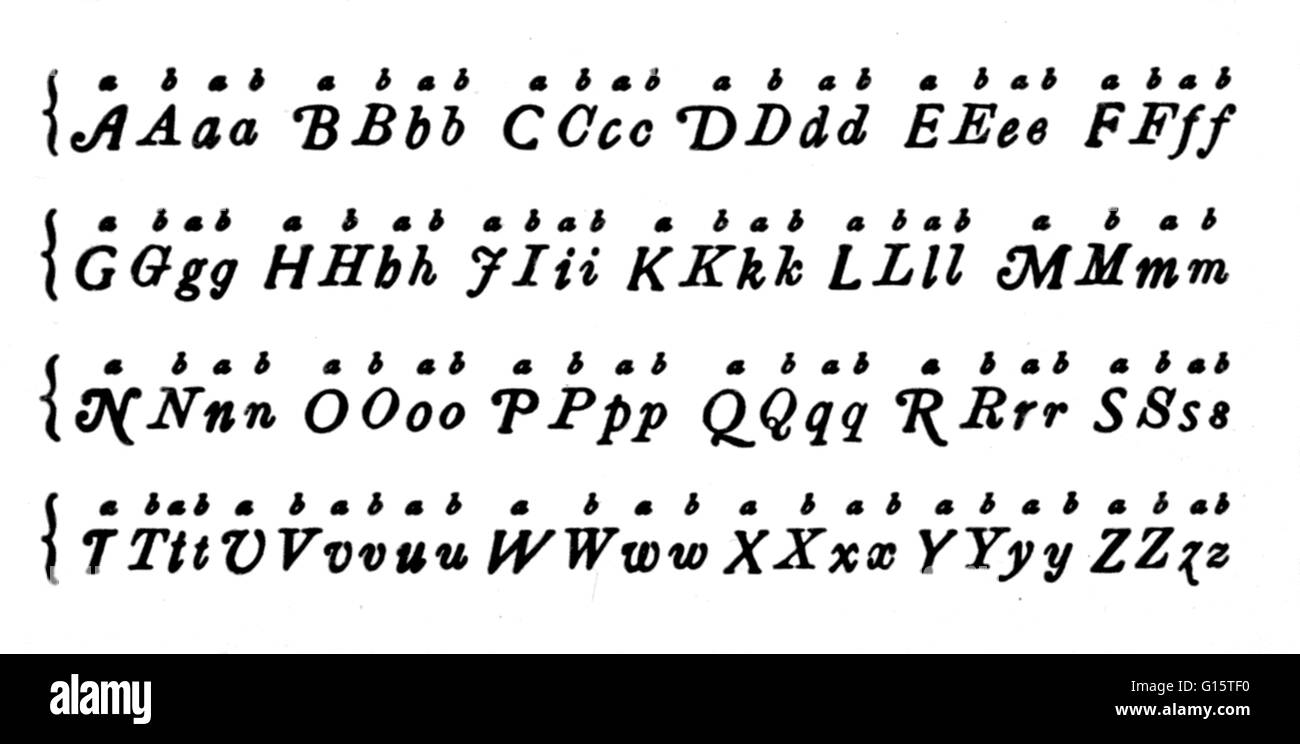 a b a b a b a b a b a b a b a b a b a b a b a b
{ A A a a B B b b C C c c D D d d E E e e F F f f
a b a b a b a b a b a b a b a b a b a b a b a b
{ G G g g H H h h J I i i K K k k L L l l M M m m
a b a b a b a b a b a b a b a b a b a b a b a b
{ N N n n O O o o P P p p Q Q q q R R r r S S s s
a b a b a b a b a b a b a b a b a b a b a b a b a b
{ T T t t U V v v u u W W w w X X x x Y Y y y Z Z z z
alamy
Image ID: G15TF0
www.alamy.com